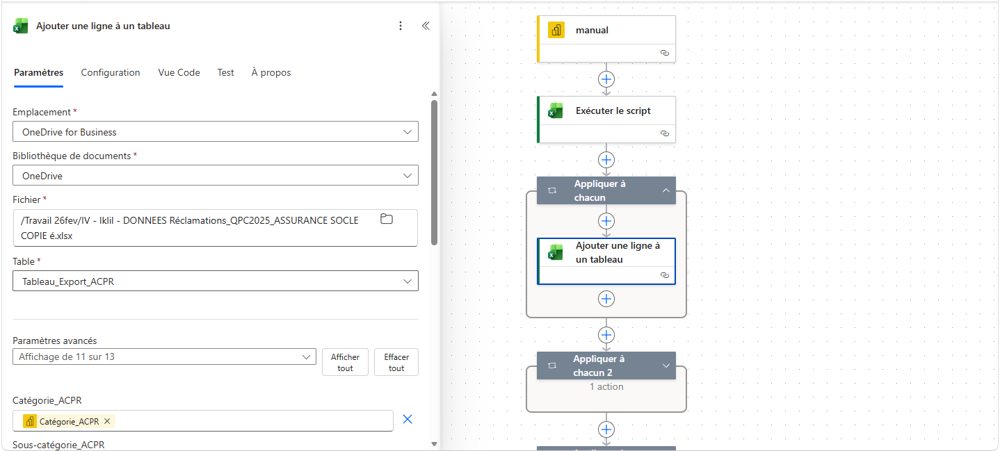 Ajouter une ligne à un tableau
Paramètres
Configuration
Vue Code
Test
À propos
Emplacement *
OneDrive for Business
Bibliothèque de documents *
OneDrive
Fichier *
/Travail 26fev/IV - Iklil - DONNEES Réclamations_QPC2025_ASSURANCE SOCLE
COPIE é.xlsx
Table *
Tableau_Export_ACPR
Paramètres avancés
Affichage de 11 sur 13
Afficher
tout
Effacer
tout
Catégorie_ACPR
Catégorie_ACPR
Sous-catégorie_ACPR
manual
Exécuter le script
Appliquer à
chacun
Ajouter une ligne à
un tableau
Appliquer à
chacun 2
1 action